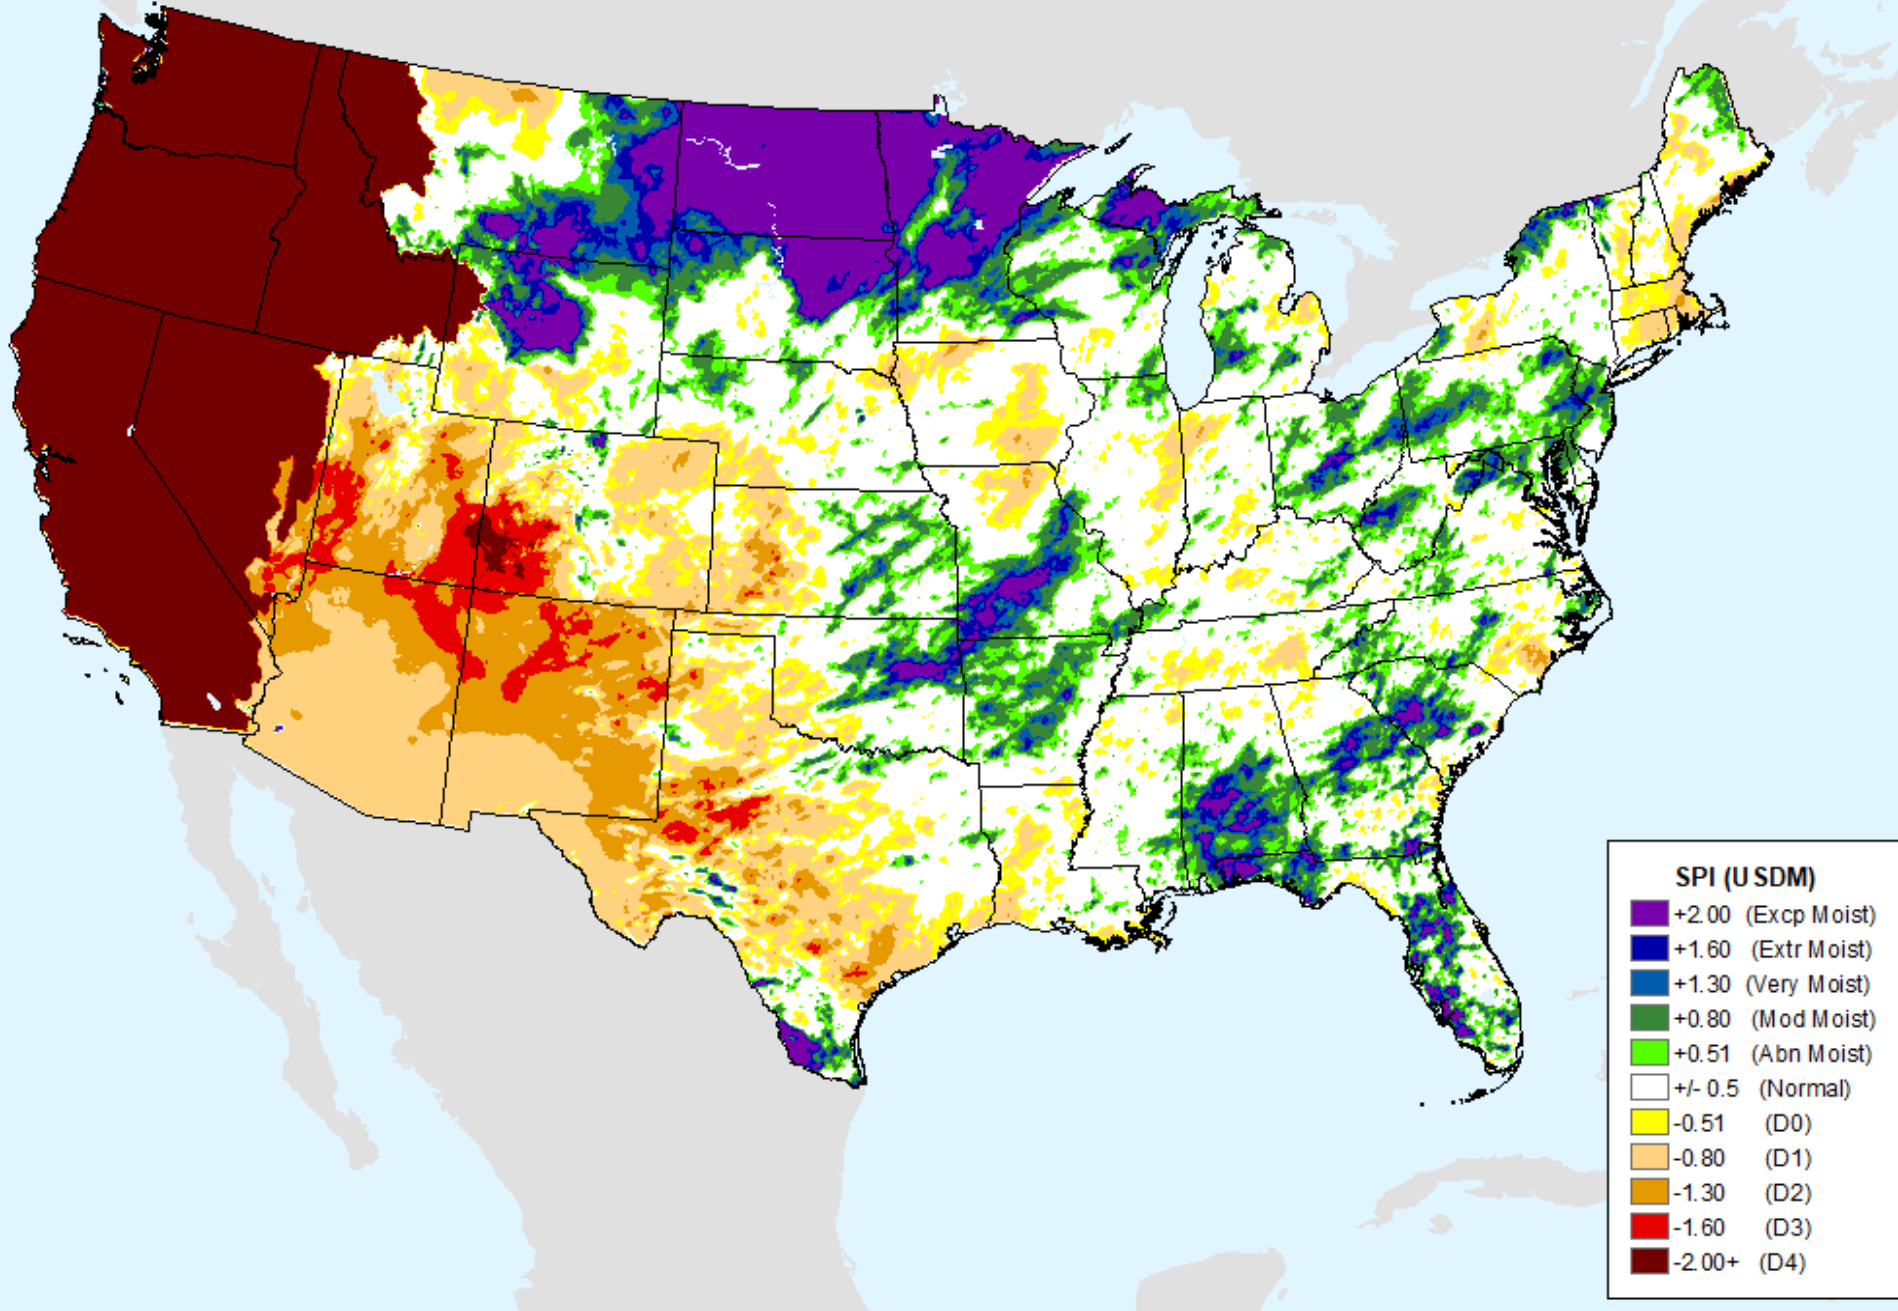 SPI (USDM)
+2.00 (Excp Moist)
+1.60 (Extr Moist)
+1.30 (Very Moist)
+0.80 (Mod Moist)
+0.51 (Abn Moist)
+/- 0.5 (Normal)
-0.51 (D0)
-0.80 (D1)
-1.30 (D2)
-1.60 (D3)
-2.00+ (D4)